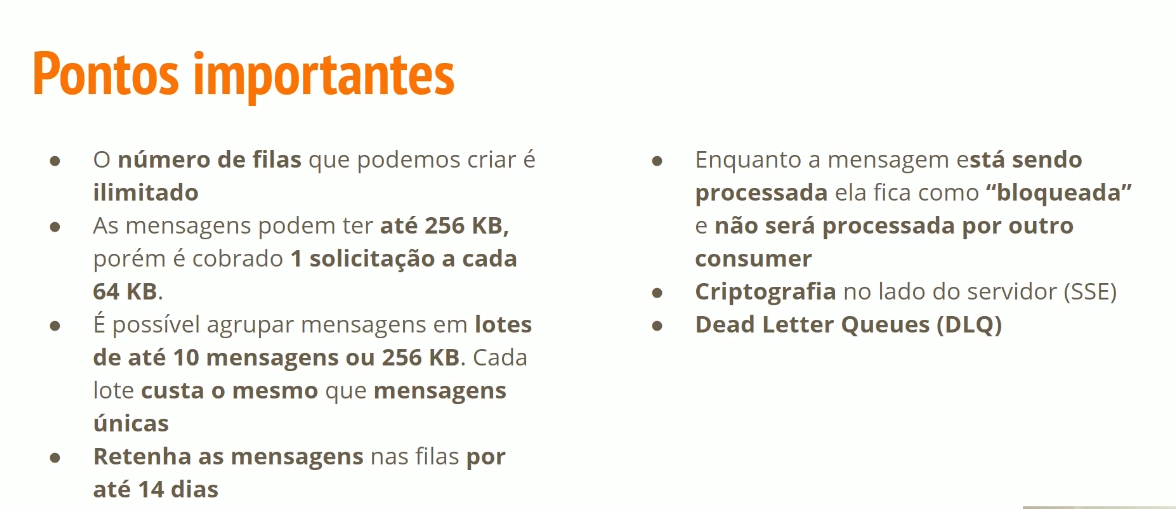 Pontos importantes
● O número de filas que podemos criar é
ilimitado
● As mensagens podem ter até 256 KB,
porém é cobrado 1 solicitação a cada
64 KB.
● É possível agrupar mensagens em lotes
de até 10 mensagens ou 256 KB. Cada
lote custa o mesmo que mensagens
únicas
● Retenha as mensagens nas filas por
até 14 dias
● Enquanto a mensagem está sendo
processada ela fica como “bloqueada”
e não será processada por outro
consumer
● Criptografia no lado do servidor (SSE)
● Dead Letter Queues (DLQ)